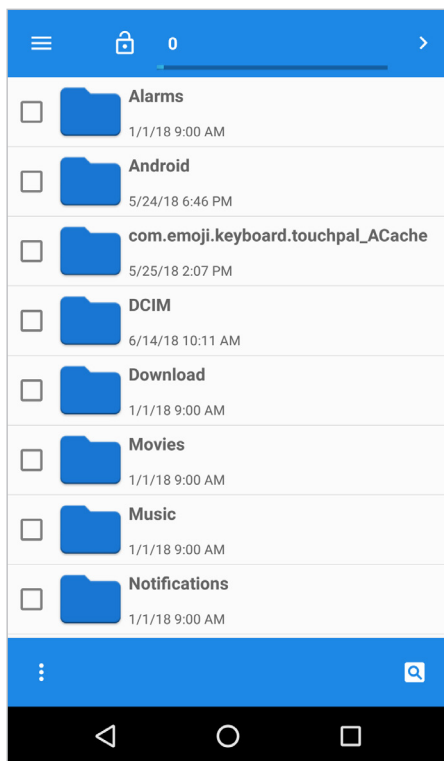 0
Alarms
1/1/18 9:00 AM
Android
5/24/18 6:46 PM
com.emoji.keyboard.touchpal_ACache
5/25/18 2:07 PM
DCIM
6/14/18 10:11 AM
Download
1/1/18 9:00 AM
Movies
1/1/18 9:00 AM
Music
1/1/18 9:00 AM
Notifications
1/1/18 9:00 AM